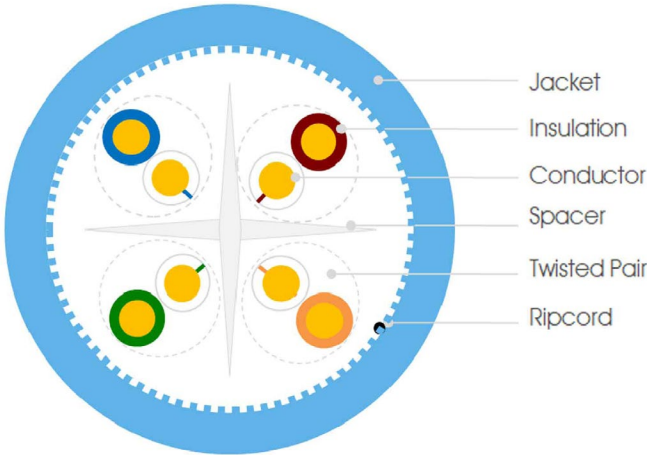 Jacket
Insulation
Conductor
Spacer
Twisted Pair
Ripcord